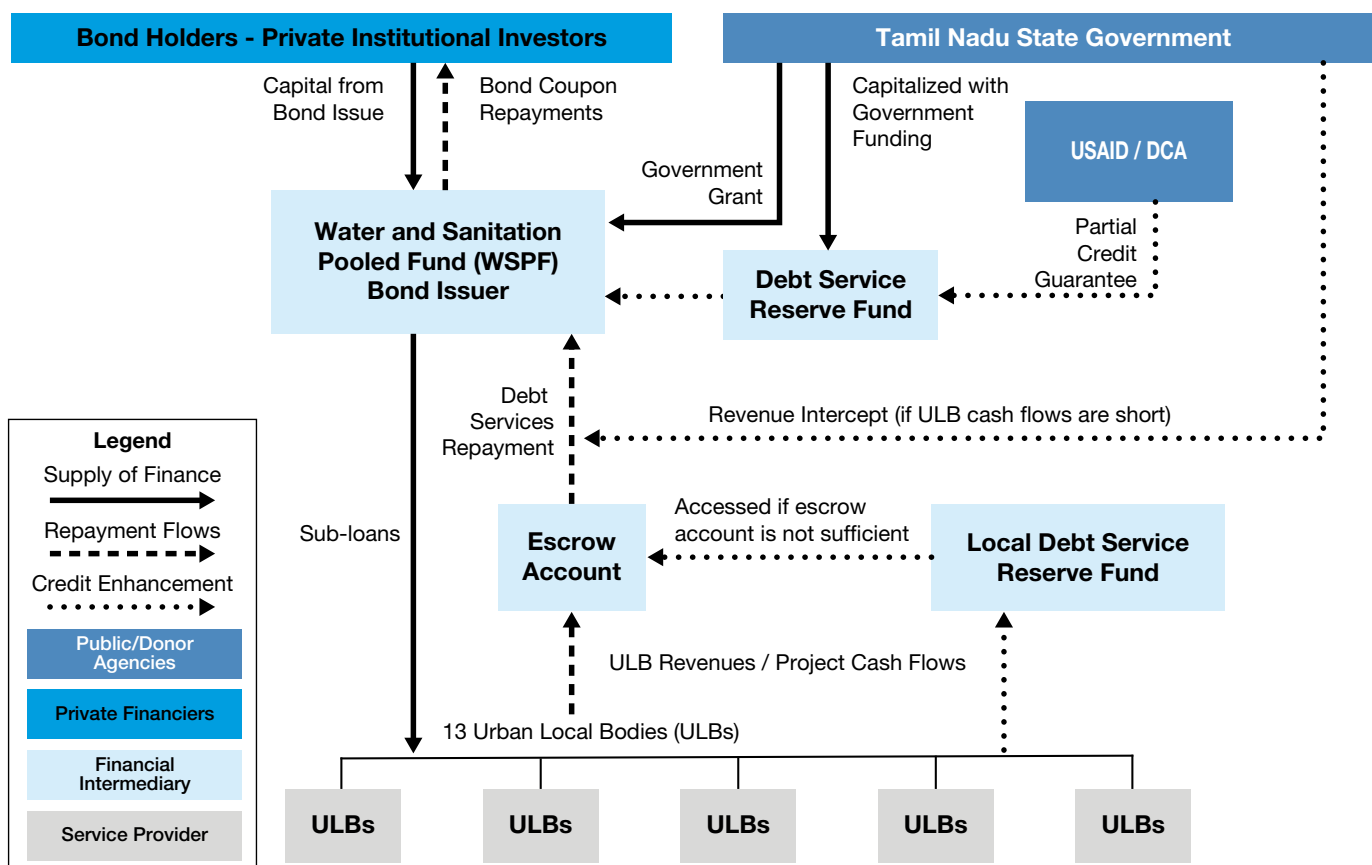 Bond Holders - Private Institutional Investors
Tamil Nadu State Government
Capital from
Bond Issue
Bond Coupon
Repayments
Capitalized with
Government
Funding
USAID / DCA
Government
Grant
Partial
Credit
Guarantee
Water and Sanitation
Pooled Fund (WSPF)
Bond Issuer
Debt Service
Reserve Fund
Debt
Services
Repayment
Revenue Intercept (if ULB cash flows are short)
Legend
Supply of Finance
Repayment Flows
Credit Enhancement
Public/Donor
Agencies
Private Financiers
Financial
Intermediary
Service Provider
Sub-loans
Escrow
Account
Accessed if escrow
account is not sufficient
Local Debt Service
Reserve Fund
ULB Revenues / Project Cash Flows
13 Urban Local Bodies (ULBs)
ULBs
ULBs
ULBs
ULBs
ULBs